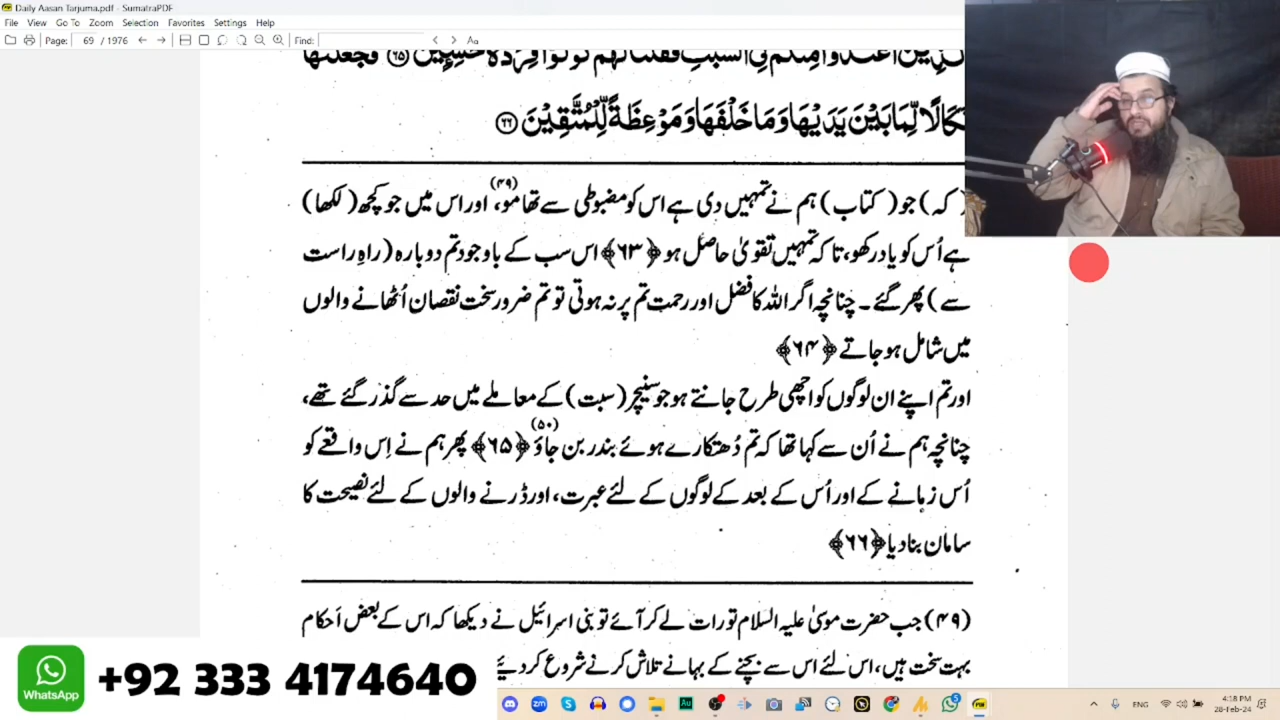 Daily Aasan Tarjuma.pdf - SumatraPDF
File View Go To Zoom Selection Favorites Settings Help
Page: 69 / 1976 Find: Aa
نَكَالًا لِّمَا بَيْنَ يَدَيْهَا وَمَا خَلْفَهَا وَمَوْعِظَةً لِّلْمُتَّقِيْنَ ﴿٦٦﴾
کہ) جو (کتاب) ہم نے تمہیں دی ہے اس کو مضبوطی سے تھامو،(۴۹) اور اس میں جو کچھ (لکھا)
ہے اُس کو یاد رکھو، تاکہ تمہیں تقویٰ حاصل ہو ﴿۶۳﴾ اس سب کے باوجود تم دوبارہ (راہِ راست
سے) پھر گئے۔ چنانچہ اگر اللہ کا فضل اور رحمت تم پر نہ ہوتی تو تم ضرور سخت نقصان اُٹھانے والوں
میں شامل ہو جاتے ﴿۶۴﴾
اور تم اپنے ان لوگوں کو اچھی طرح جانتے ہو جو سنیچر (سبت) کے معاملے میں حد سے گذر گئے تھے،
چنانچہ ہم نے اُن سے کہا تھا کہ تم دُھتکارے ہوئے بندر بن جاؤ(۵۰) ﴿۶۵﴾ پھر ہم نے اِس واقعے کو
اُس زمانے کے اور اُس کے بعد کے لوگوں کے لئے عبرت، اور ڈرنے والوں کے لئے نصیحت کا
سامان بنا دیا ﴿۶۶﴾
(۴۹) جب حضرت موسیٰ علیہ السلام تورات لے کر آئے تو بنی اسرائیل نے دیکھا کہ اس کے بعض اَحکام
بہت سخت ہیں، اس لئے اس سے بچنے کے بہانے تلاش کرنے شروع کر دیئے
WhatsApp
+92 333 4174640
ENG 4:18 PM
28-Feb-24